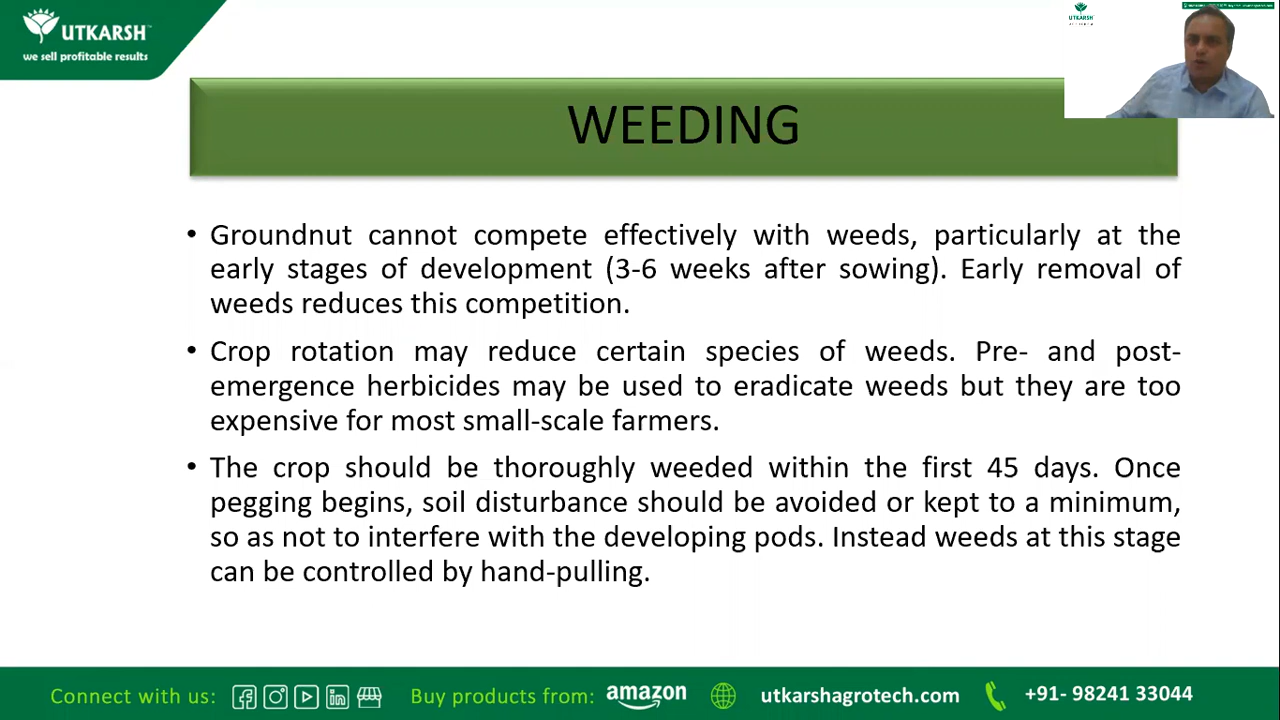 UTKARSH
we sell profitable results
UTKARSH
WEEDING
• Groundnut cannot compete effectively with weeds, particularly at the
early stages of development (3-6 weeks after sowing). Early removal of
weeds reduces this competition.
• Crop rotation may reduce certain species of weeds. Pre- and post-
emergence herbicides may be used to eradicate weeds but they are too
expensive for most small-scale farmers.
• The crop should be thoroughly weeded within the first 45 days. Once
pegging begins, soil disturbance should be avoided or kept to a minimum,
so as not to interfere with the developing pods. Instead weeds at this stage
can be controlled by hand-pulling.
Connect with us: Buy products from: amazon utkarshagrotech.com +91- 98241 33044